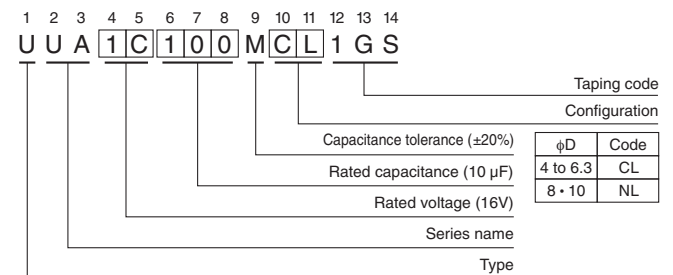 1 2 3 4 5 6 7 8 9 10 11 12 13 14
U U A 1 C 1 0 0 M C L 1 G S
Taping code
Configuration
Capacitance tolerance (±20%)
Rated capacitance (10 µF)
Rated voltage (16V)
Series name
Type
ϕD Code
4 to 6.3 CL
8 • 10 NL